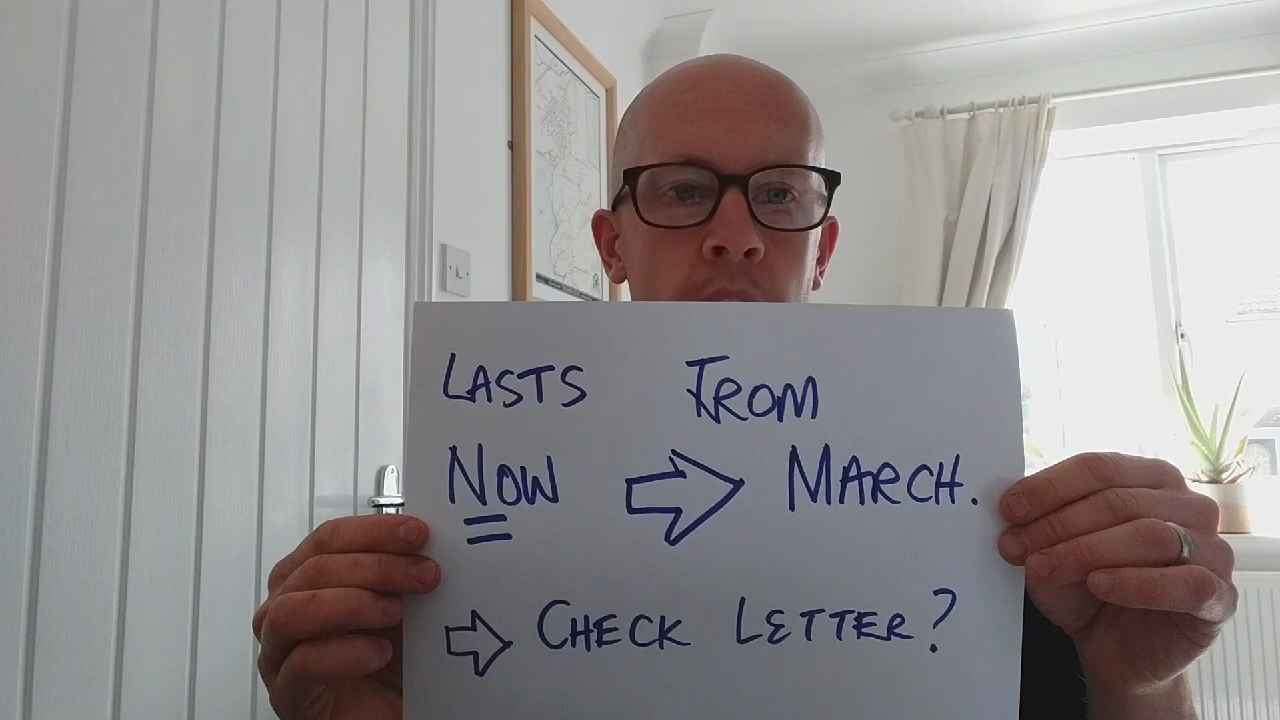 LASTS FROM
NOW ⇨ MARCH.
⇨ CHECK LETTER?